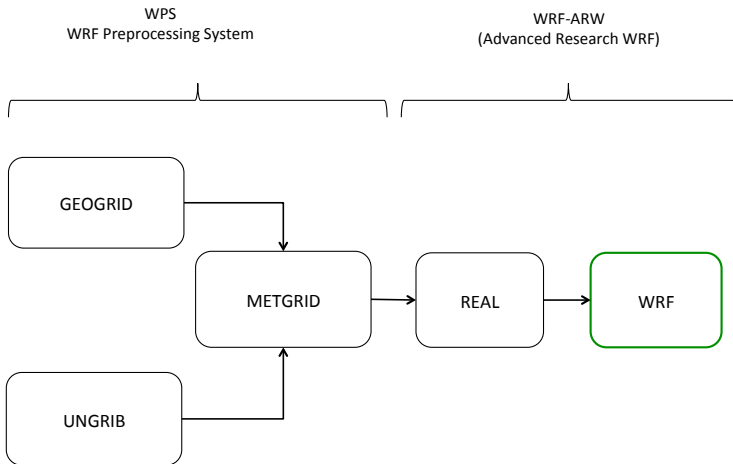 WPS
WRF Preprocessing System
WRF-ARW
(Advanced Research WRF)
GEOGRID
METGRID
REAL
WRF
UNGRIB